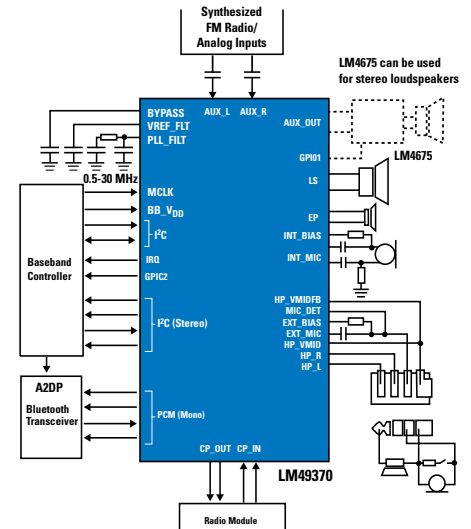 Synthesized
FM Radio/
Analog Inputs
LM4675 can be used
for stereo loudspeakers
BYPASS
AUX_L AUX_R
VREF_FLT
AUX_OUT
PLL_FILT
GPI01
LM4675
0.5-30 MHz
LS
MCLK
BB_VDD
EP
I²C
INT_BIAS
Baseband
Controller
IRQ
INT_MIC
GPIC2
HP_VMIDFB
MIC_DET
I²C (Stereo)
EXT_BIAS
EXT_MIC
HP_VMID
HP_R
HP_L
A2DP
Bluetooth
Transceiver
PCM (Mono)
CP_OUT CP_IN
LM49370
Radio Module